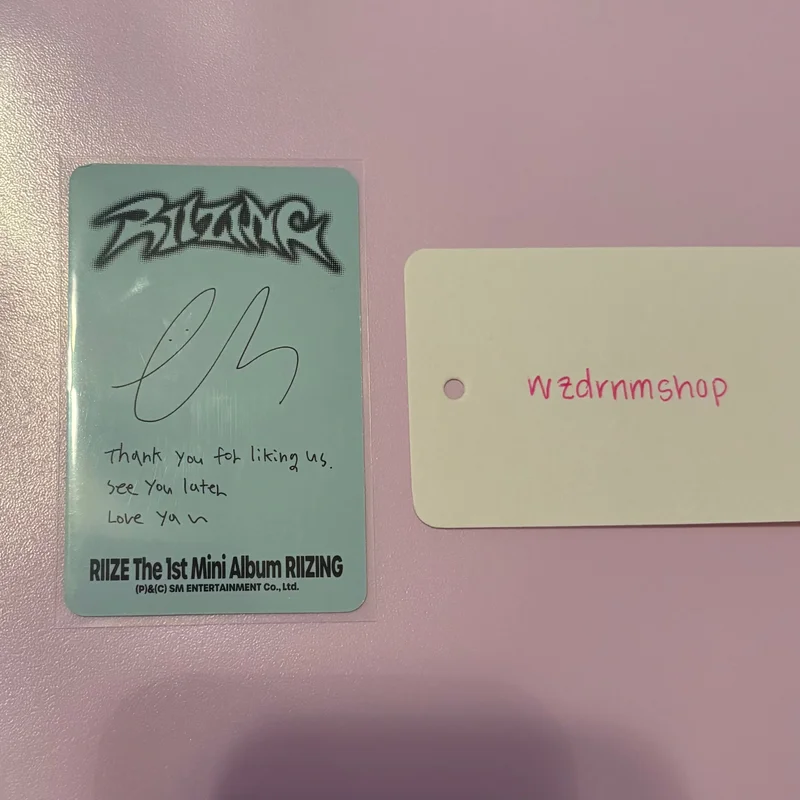 RIIZING
Thank you for liking us.
See you later
Love ya ~
RIIZE The 1st Mini Album RIIZING
(P)&(C) SM ENTERTAINMENT Co., Ltd.
wzdrnmshop